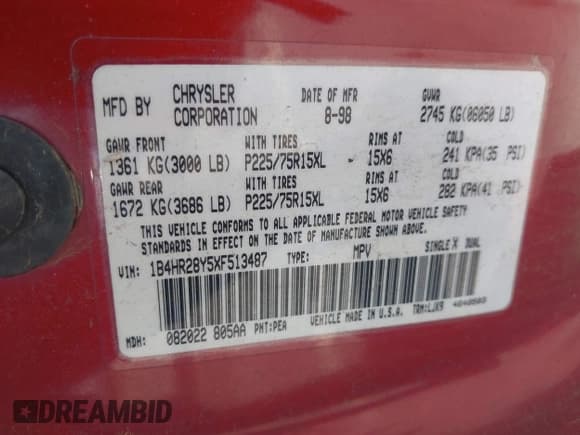 MFD BY CHRYSLER CORPORATION DATE OF MFR 8-98 GVWR 2745 KG(06050 LB)
GAWR FRONT WITH TIRES RIMS AT COLD
1361 KG(3000 LB) P225/75R15XL 15X6 241 KPA(35 PSI)
GAWR REAR WITH TIRES RIMS AT COLD
1672 KG(3686 LB) P225/75R15XL 15X6 282 KPA(41 PSI)
THIS VEHICLE CONFORMS TO ALL APPLICABLE FEDERAL MOTOR VEHICLE SAFETY
STANDARDS IN EFFECT ON THE DATE OF MANUFACTURE SHOWN ABOVE.
VIN: 1B4HR28Y5XF513487 TYPE: MPV SINGLE X DUAL
MDH: 082022 805AA PNT:PEA VEHICLE MADE IN U.S.A. TRM:LJX9
DREAMBID